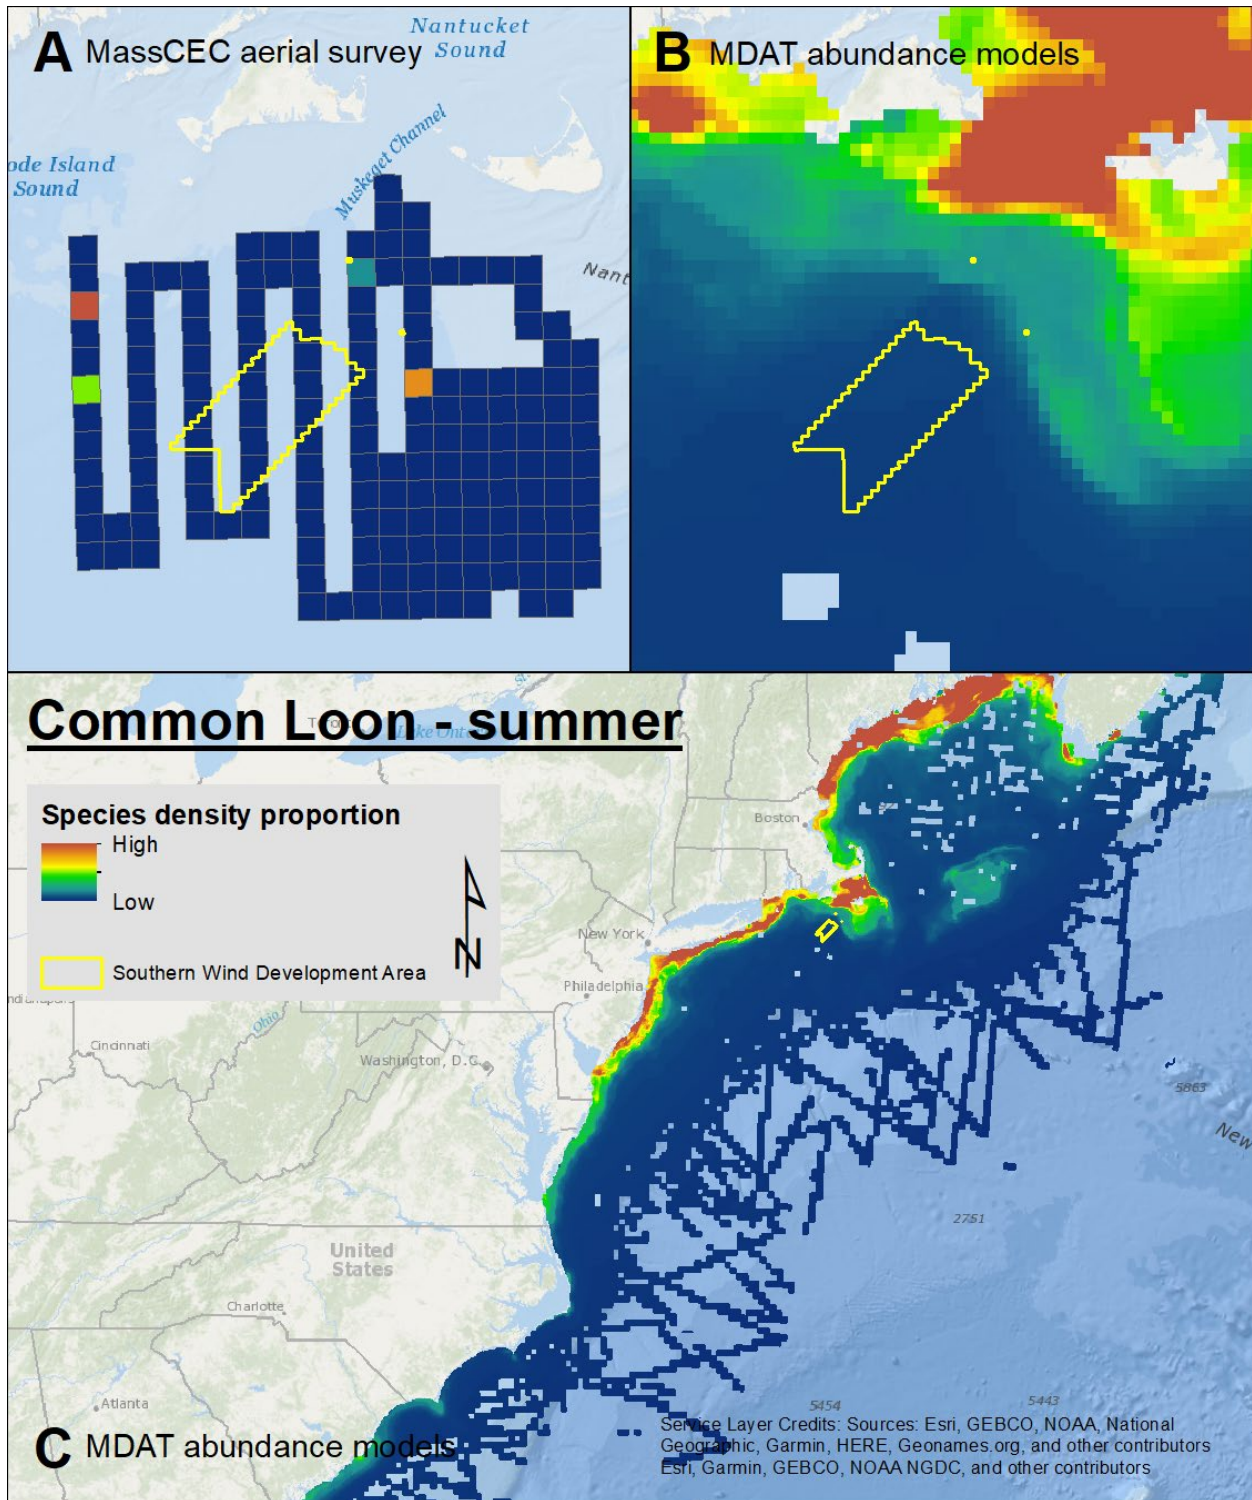 A MassCEC aerial survey
Nantucket
Sound
Muskeget Channel
ode Island
Sound
Nant
B MDAT abundance models
Common Loon - summer
Lake Ontario
Species density proportion
High
Low
N
Southern Wind Development Area
Boston
New York
Philadelphia
Ohio
Cincinnati
Washington, D.C.
5863
New
2751
United
States
Charlotte
Atlanta
5454
5443
C MDAT abundance models
Service Layer Credits: Sources: Esri, GEBCO, NOAA, National
Geographic, Garmin, HERE, Geonames.org, and other contributors
Esri, Garmin, GEBCO, NOAA NGDC, and other contributors